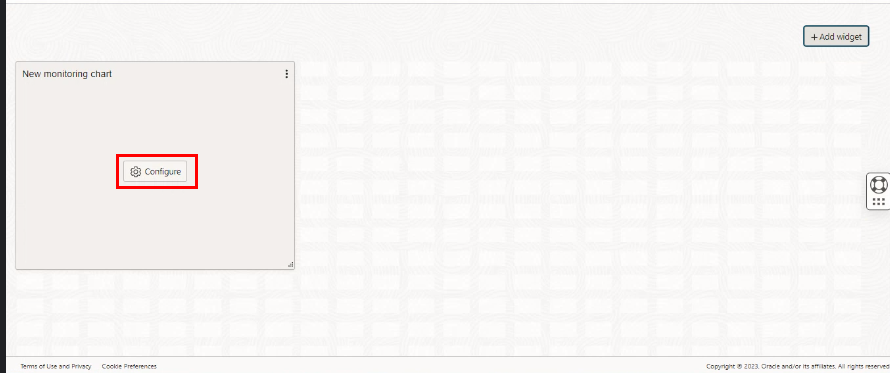 + Add widget
New monitoring chart
Configure
Terms of Use and Privacy Cookie Preferences Copyright © 2023, Oracle and/or its affiliates. All rights reserved